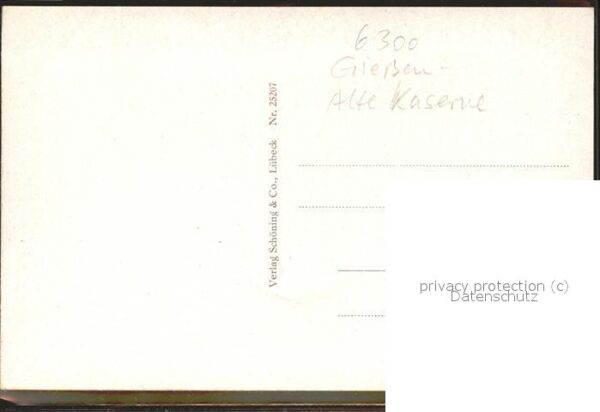 6300
Gießen -
Alte Kaserne
Verlag Schöning & Co., Lübeck Nr. 25207
privacy protection (c)
Datenschutz